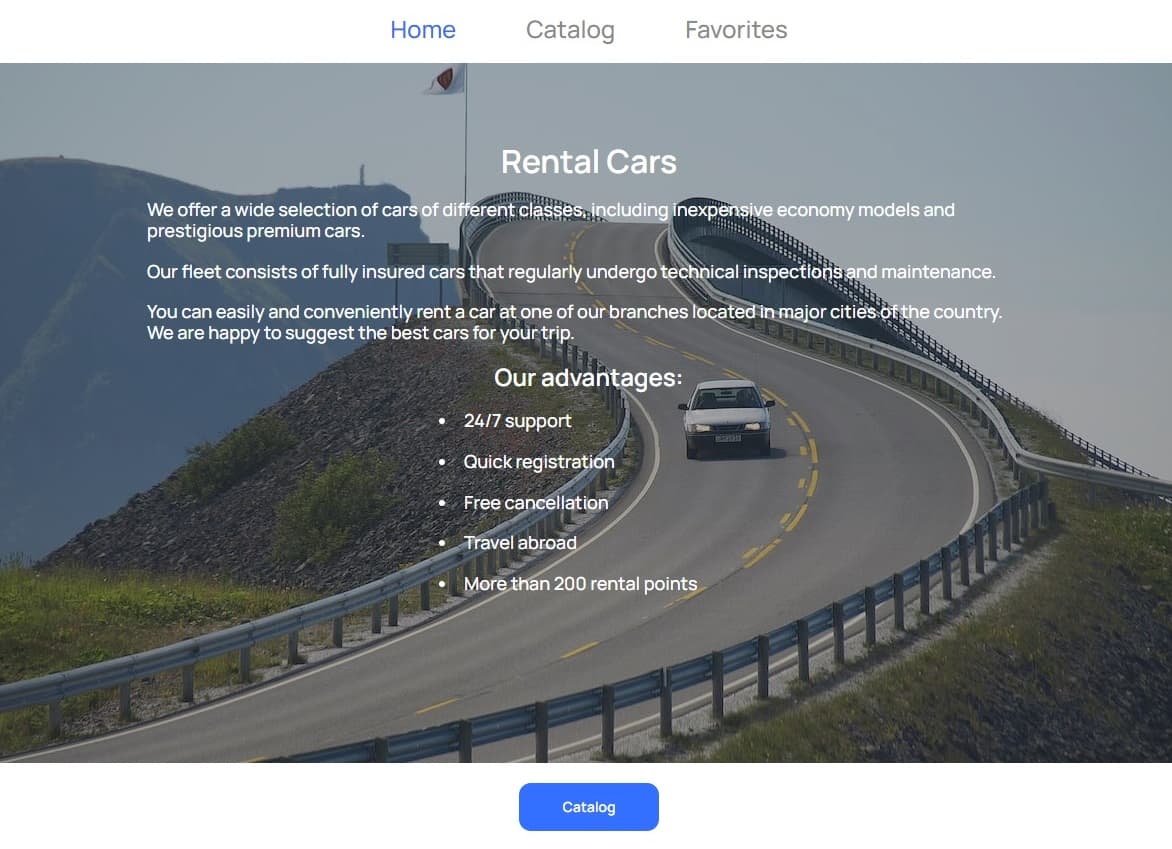 Home Catalog Favorites
Rental Cars
We offer a wide selection of cars of different classes, including inexpensive economy models and
prestigious premium cars.
Our fleet consists of fully insured cars that regularly undergo technical inspections and maintenance.
You can easily and conveniently rent a car at one of our branches located in major cities of the country.
We are happy to suggest the best cars for your trip.
Our advantages:
• 24/7 support
• Quick registration
• Free cancellation
• Travel abroad
• More than 200 rental points
Catalog